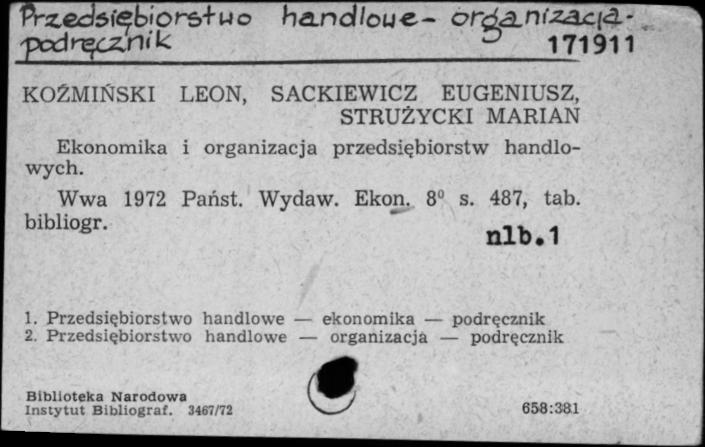 Przedsiębiorstwo handlowe - organizacja -
podręcznik
171911
KOŹMIŃSKI LEON, SACKIEWICZ EUGENIUSZ,
STRUŻYCKI MARIAN
Ekonomika i organizacja przedsiębiorstw handlo-
wych.
Wwa 1972 Państ. Wydaw. Ekon. 8⁰ s. 487, tab.
bibliogr.
nlb.1
1. Przedsiębiorstwo handlowe — ekonomika — podręcznik
2. Przedsiębiorstwo handlowe — organizacja — podręcznik
Biblioteka Narodowa
Instytut Bibliograf. 3467/72
658:381